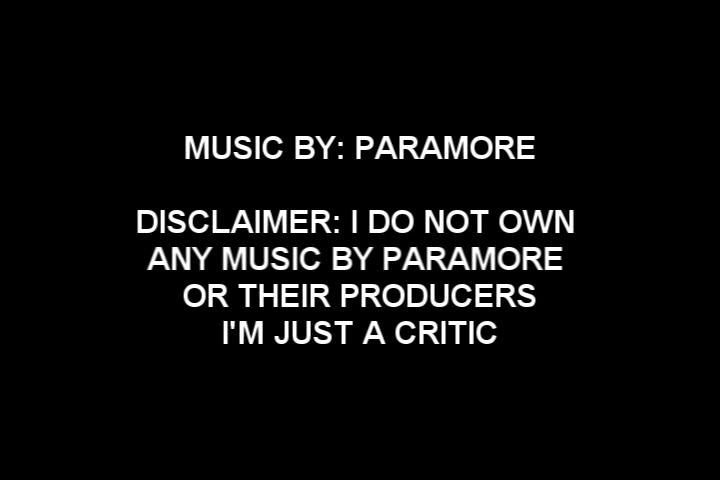 MUSIC BY: PARAMORE
DISCLAIMER: I DO NOT OWN
ANY MUSIC BY PARAMORE
OR THEIR PRODUCERS
I'M JUST A CRITIC